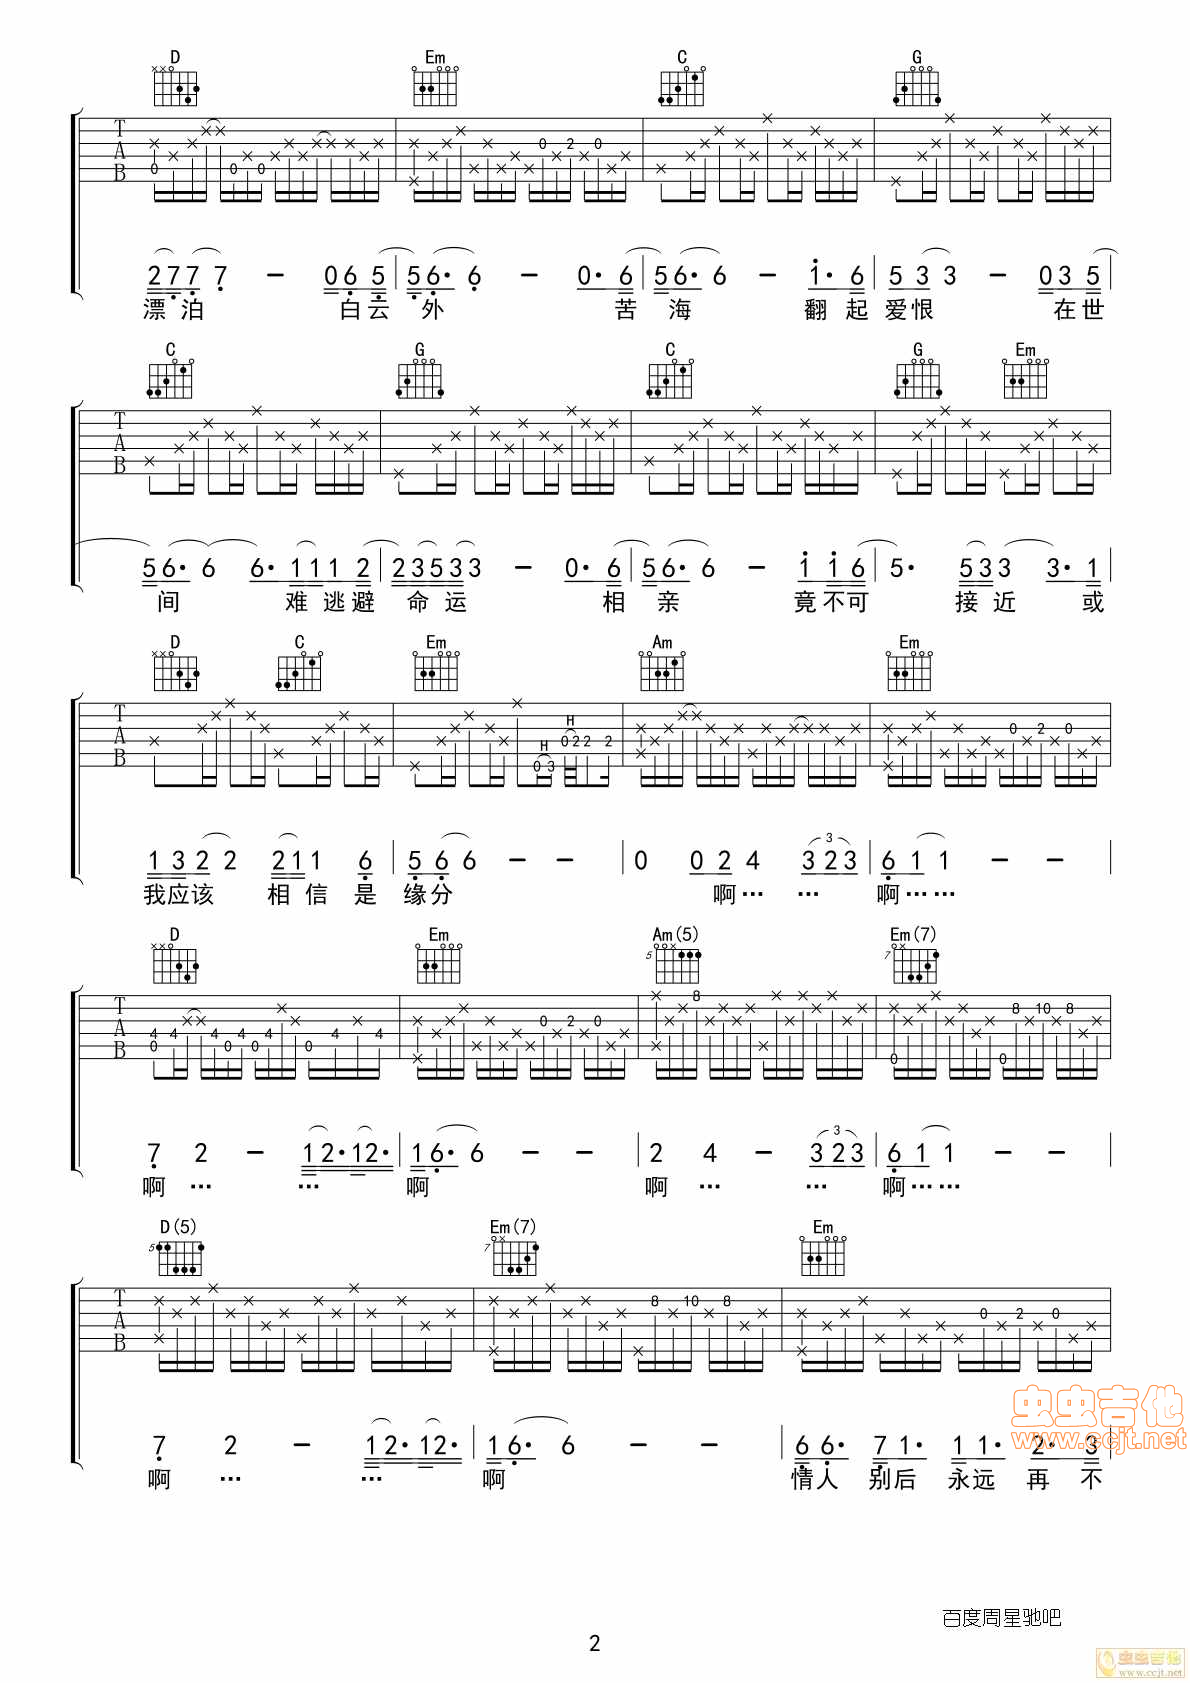 D Em C G
T A B 0 0 0 0 2 0
2 7 7 7 － 0 6 5 | 5 6· 6 － 0· 6 | 5 6· 6 － 1· 6 | 5 3 3 － 0 3 5
漂 泊 白云 外 苦 海 翻 起 爱恨 在世
C G C G Em
T A B
5 6· 6 6· 1 1 1 2 | 2 3 5 3 3 － 0· 6 | 5 6· 6 － 1 1 6 | 5· 5 3 3 3· 1
间 难 逃 避 命 运 相 亲 竟 不可 接 近 或
D C Em Am Em
T A B H 0 3 H 0 2 2 2 0 2 0
1 3 2 2 2 1 1 6 | 5 6 6 － － | 0 0 2 4 3 2 3 | 6 1 1 － －
我应该 相 信 是 缘分 啊… … 啊……
D Em Am(5) Em(7)
5 7
T A B 4 0 4 4 0 4 0 4 0 4 4 0 2 0 8 0 0 8 10 8
7 2 － 1 2· 1 2· | 1 6· 6 － － | 2 4 － 3 2 3 | 6 1 1 － －
啊 … … 啊 啊 … … 啊……
D(5) Em(7) Em
5 7
T A B 8 10 8 0 2 0
7 2 － 1 2· 1 2· | 1 6· 6 － － | 6 6· 7 1· 1 1· 2· 3
啊 … … 啊 情人 别后 永远 再 不
虫虫吉他
www.ccjt.net
百度周星驰吧
2
虫虫吉他
www.ccjt.net